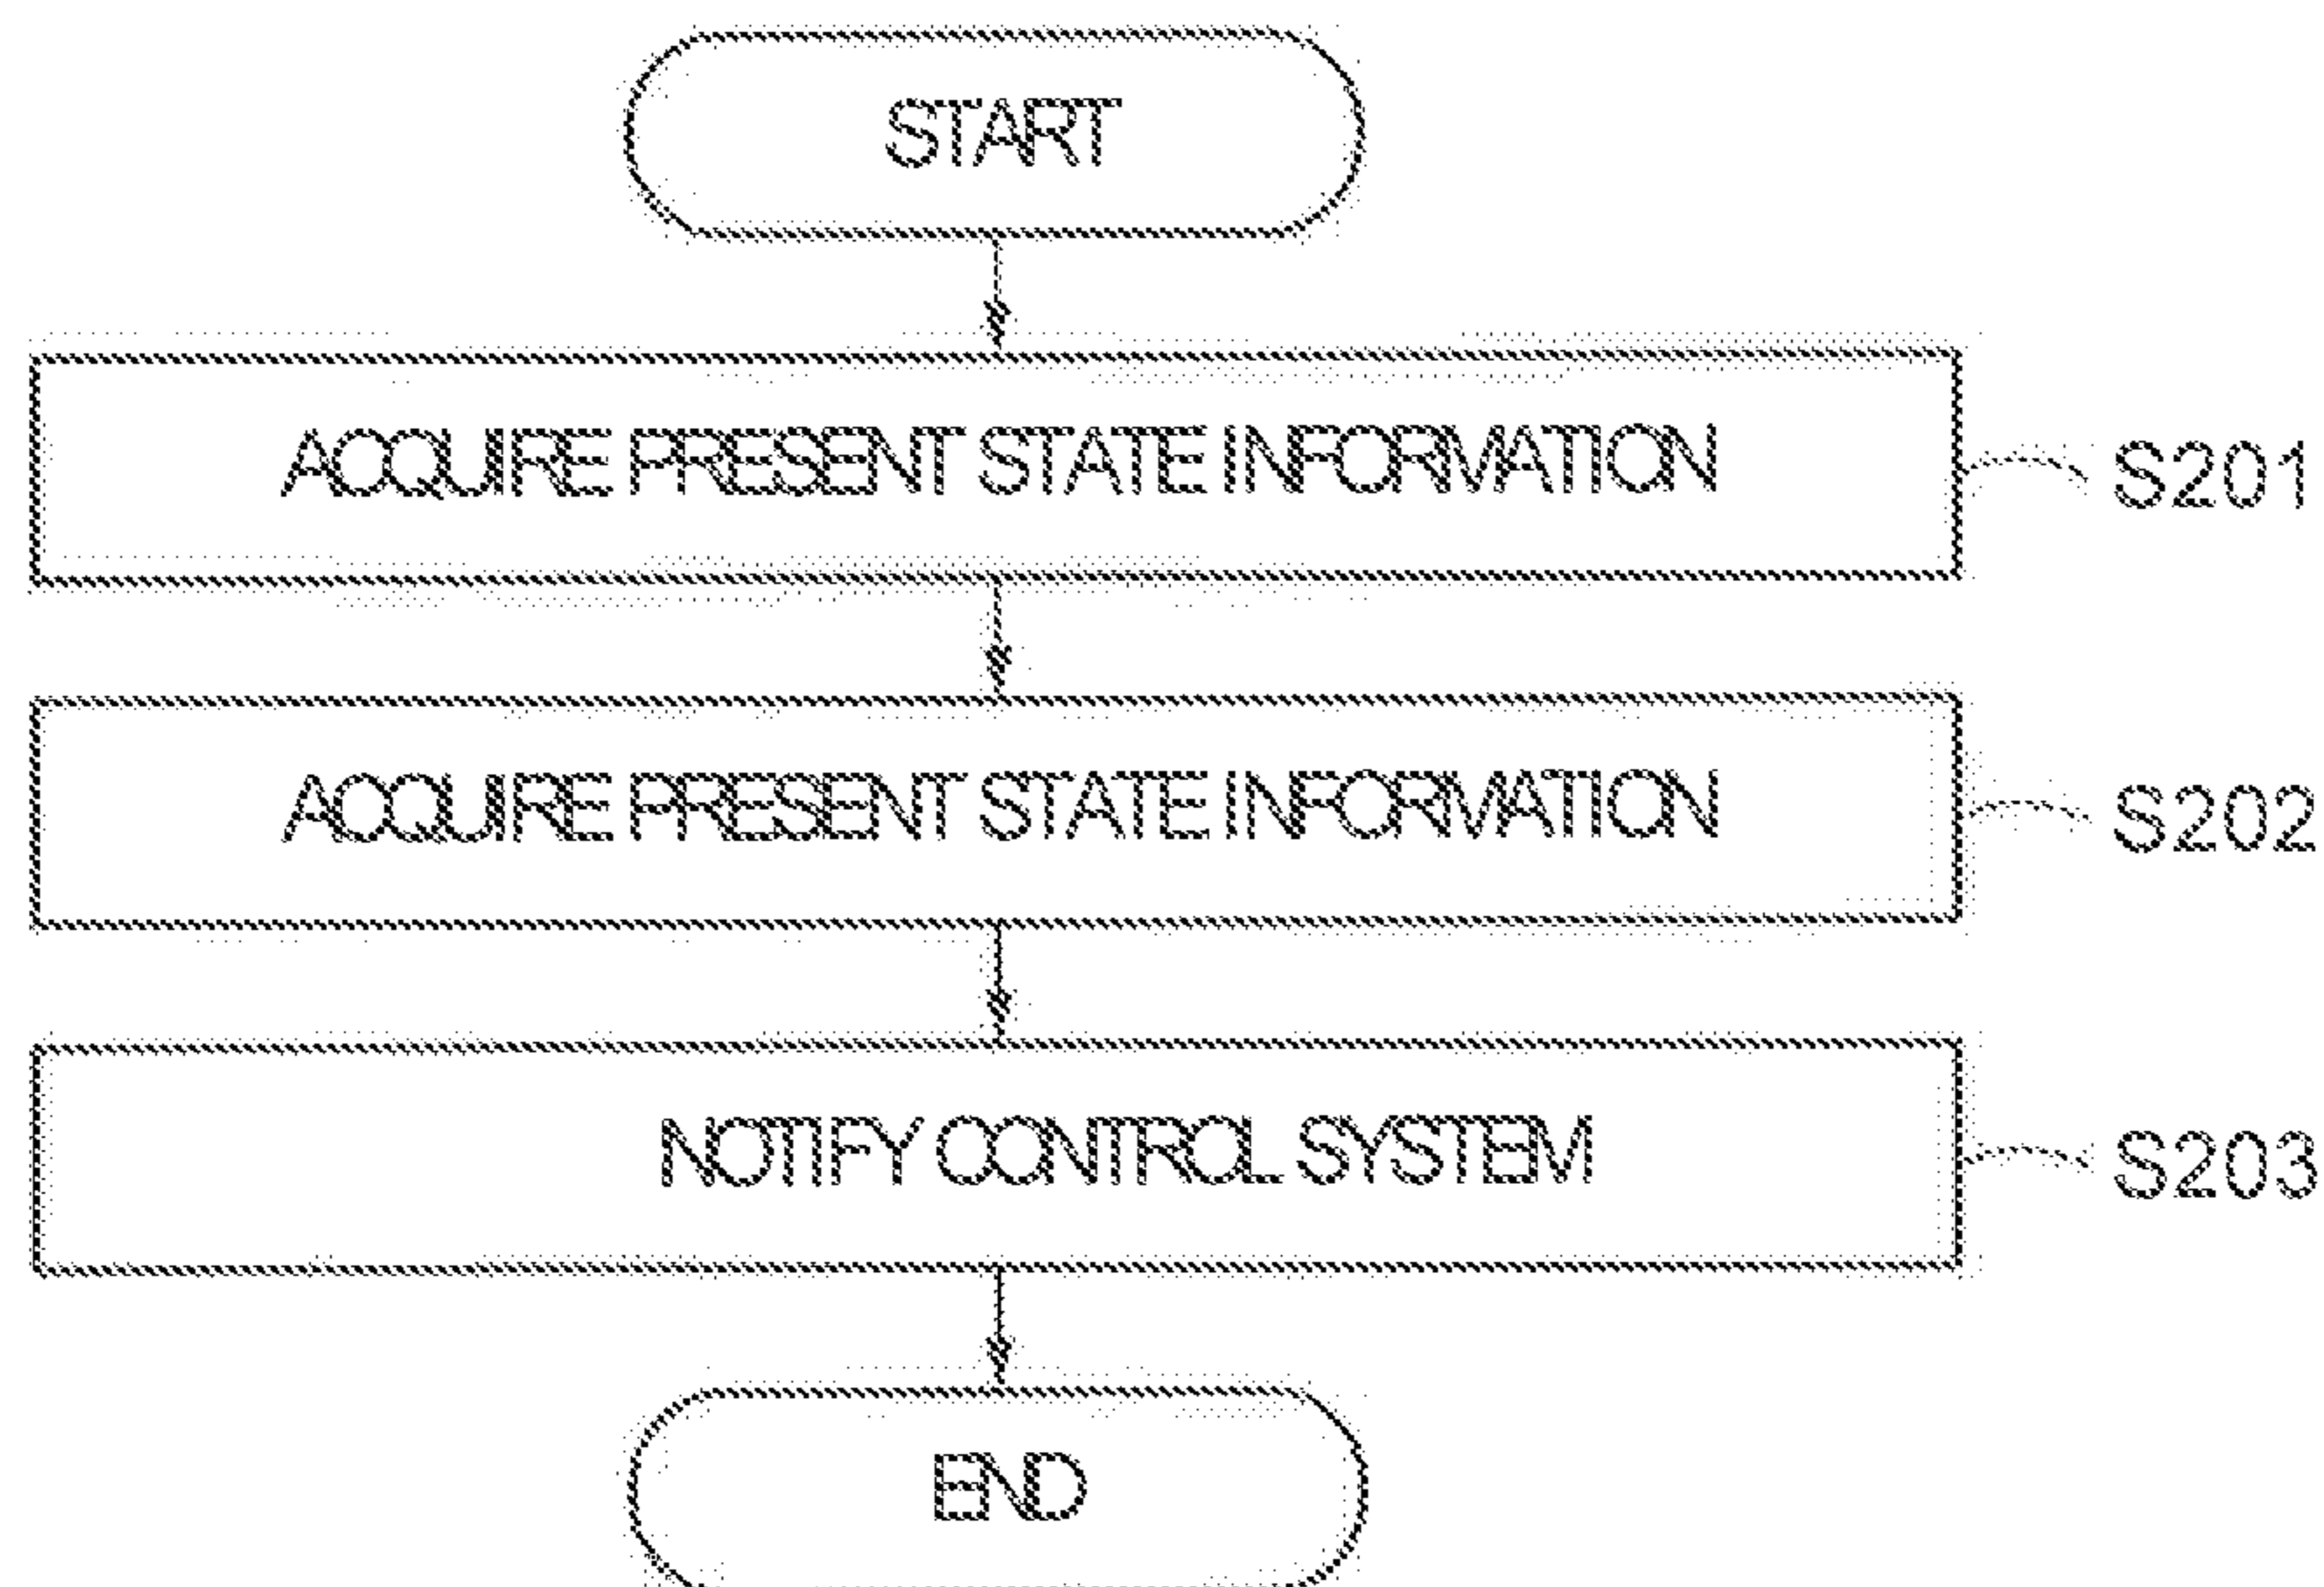 START
ACQUIRE PRESENT STATE INFORMATION
S201
ACQUIRE PRESENT STATE INFORMATION
S202
NOTIFY CONTROL SYSTEM
S203
END